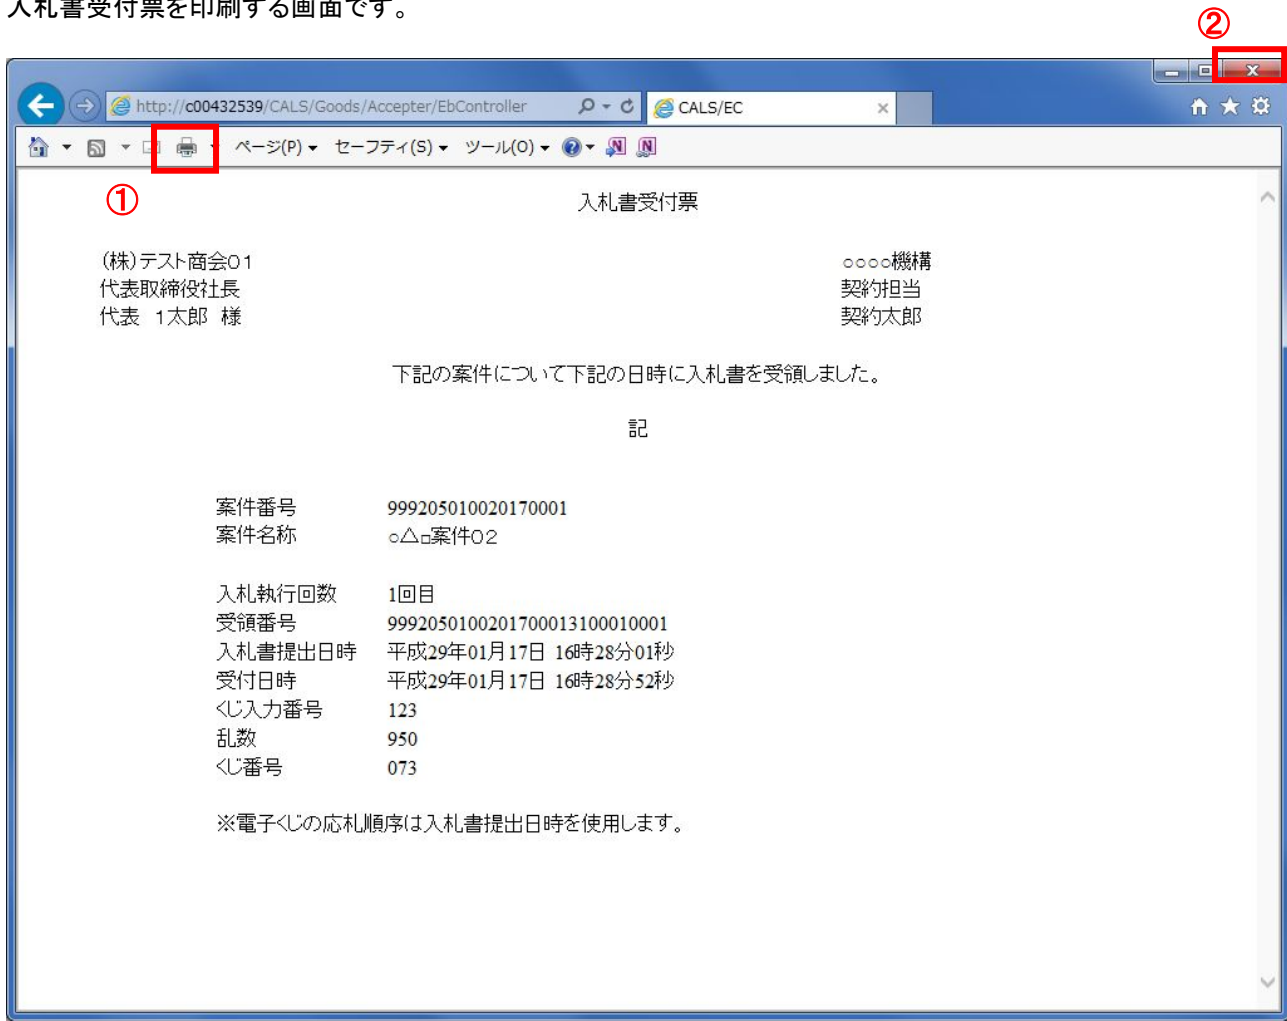 入札書受付票を印刷する画面です。
②
http://c00432539/CALS/Goods/Accepter/EbController
CALS/EC
ページ(P) セーフティ(S) ツール(O)
①
入札書受付票
(株)テスト商会01
代表取締役社長
代表 1太郎 様
○○○○機構
契約担当
契約太郎
下記の案件について下記の日時に入札書を受領しました。
記
案件番号 999205010020170001
案件名称 ○△□案件02
入札執行回数 1回目
受領番号 9992050100201700013100010001
入札書提出日時 平成29年01月17日 16時28分01秒
受付日時 平成29年01月17日 16時28分52秒
くじ入力番号 123
乱数 950
くじ番号 073
※電子くじの応札順序は入札書提出日時を使用します。